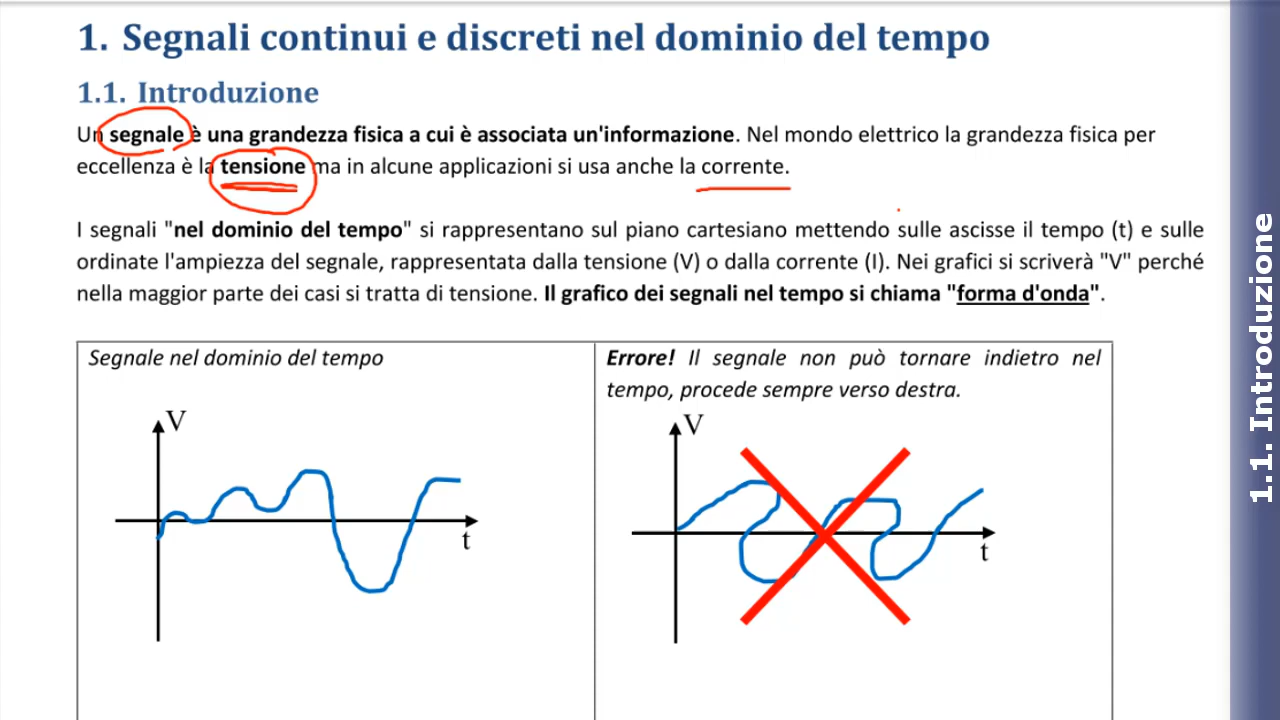 1. Segnali continui e discreti nel dominio del tempo
1.1. Introduzione
Un segnale è una grandezza fisica a cui è associata un'informazione. Nel mondo elettrico la grandezza fisica per
eccellenza è la tensione ma in alcune applicazioni si usa anche la corrente.
I segnali "nel dominio del tempo" si rappresentano sul piano cartesiano mettendo sulle ascisse il tempo (t) e sulle
ordinate l'ampiezza del segnale, rappresentata dalla tensione (V) o dalla corrente (I). Nei grafici si scriverà "V" perché
nella maggior parte dei casi si tratta di tensione. Il grafico dei segnali nel tempo si chiama "forma d'onda".
Segnale nel dominio del tempo
V
t
Errore! Il segnale non può tornare indietro nel
tempo, procede sempre verso destra.
V
t
1.1. Introduzione